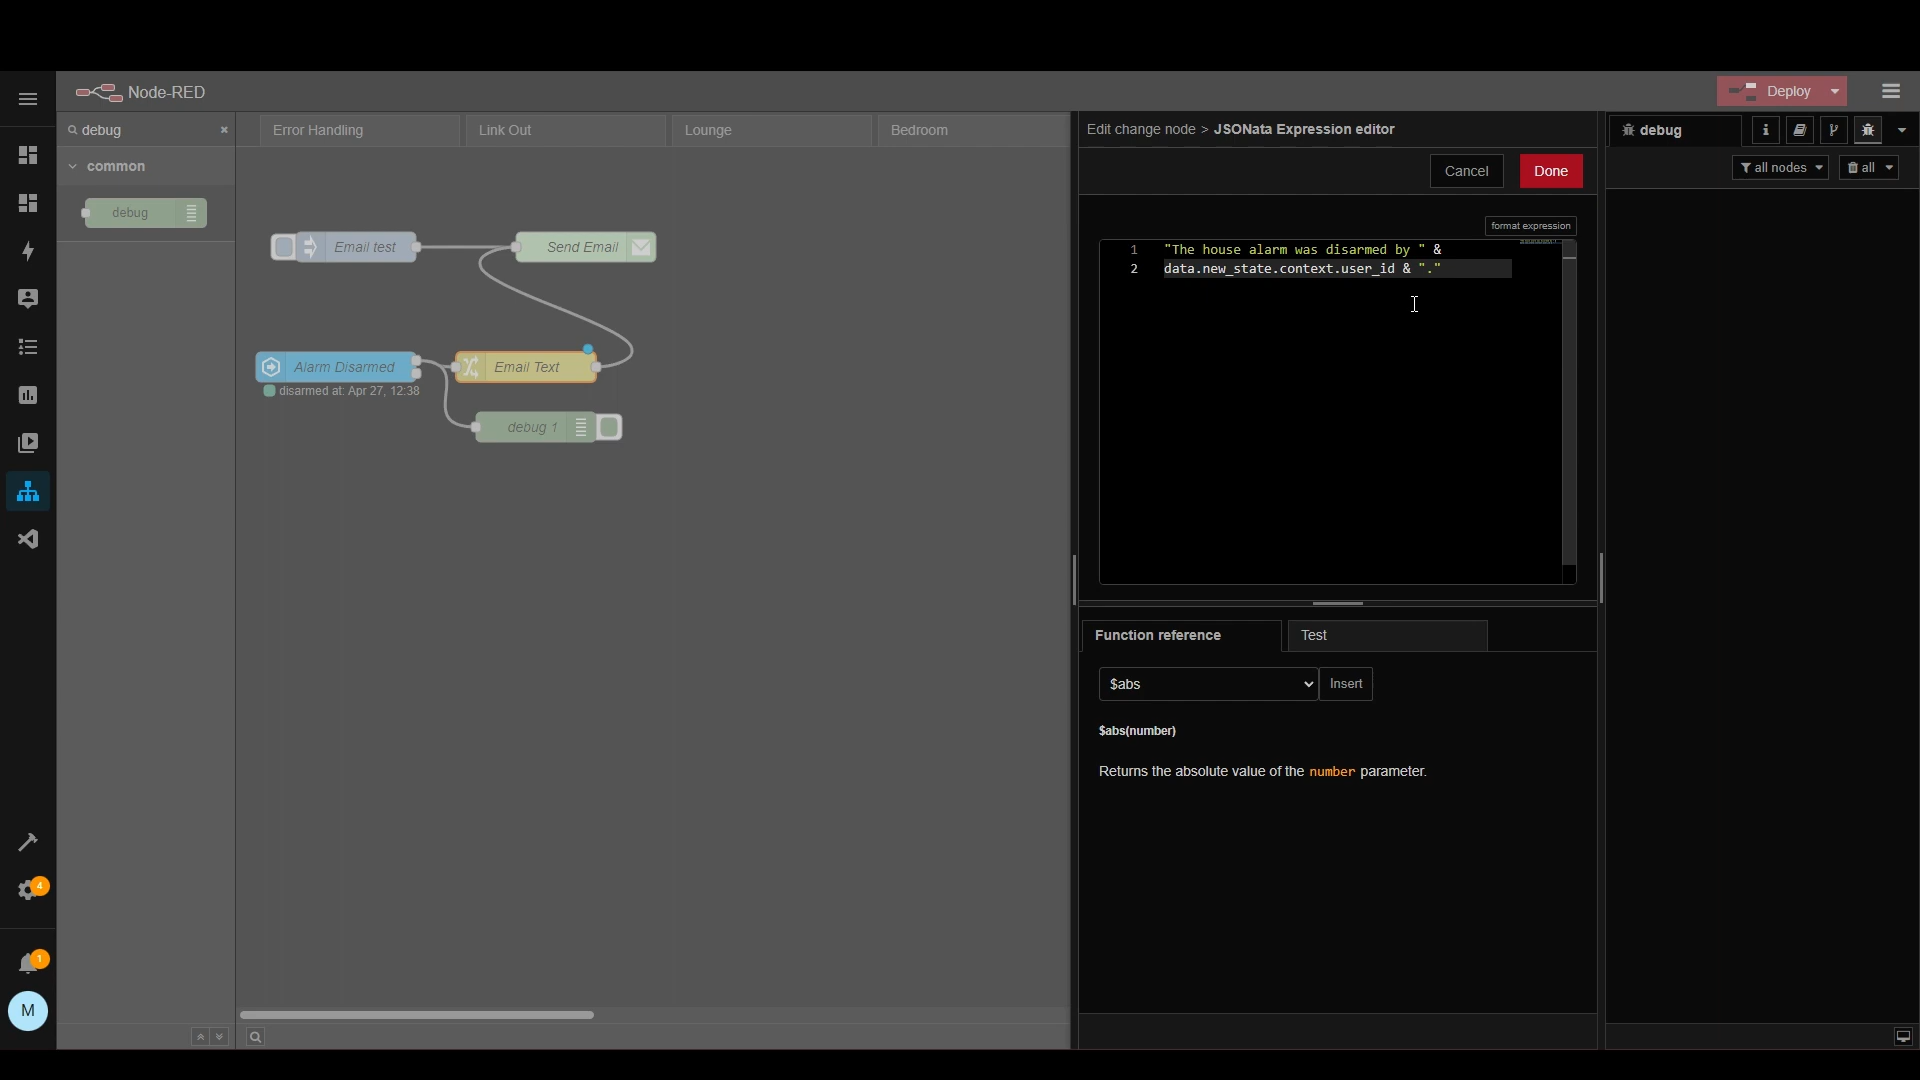 Node-RED
Deploy
debug
common
debug
Error Handling
Link Out
Lounge
Bedroom
Email test
Send Email
Alarm Disarmed
disarmed at: Apr 27, 12:38
Email Text
debug 1
Edit change node > JSONata Expression editor
Cancel
Done
format expression
1 "The house alarm was disarmed by " &
2 data.new_state.context.user_id & "."
Function reference
Test
$abs
Insert
$abs(number)
Returns the absolute value of the number parameter.
debug
all nodes
all
4
1
M